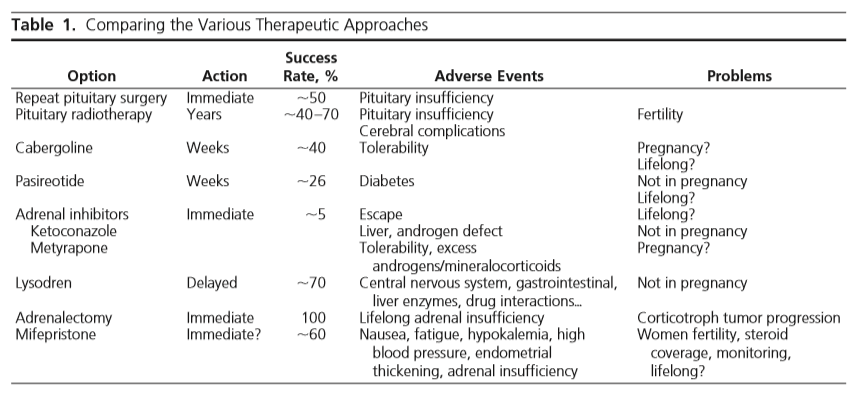 Table 1. Comparing the Various Therapeutic Approaches
Success
Option Action Rate, % Adverse Events Problems
Repeat pituitary surgery Immediate ~50 Pituitary insufficiency
Pituitary radiotherapy Years ~40–70 Pituitary insufficiency Fertility
Cerebral complications
Cabergoline Weeks ~40 Tolerability Pregnancy?
Lifelong?
Pasireotide Weeks ~26 Diabetes Not in pregnancy
Lifelong?
Adrenal inhibitors Immediate ~5 Escape Lifelong?
Ketoconazole Liver, androgen defect Not in pregnancy
Metyrapone Tolerability, excess Pregnancy?
androgens/mineralocorticoids
Lysodren Delayed ~70 Central nervous system, gastrointestinal, Not in pregnancy
liver enzymes, drug interactions...
Adrenalectomy Immediate 100 Lifelong adrenal insufficiency Corticotroph tumor progression
Mifepristone Immediate? ~60 Nausea, fatigue, hypokalemia, high Women fertility, steroid
blood pressure, endometrial coverage, monitoring,
thickening, adrenal insufficiency lifelong?